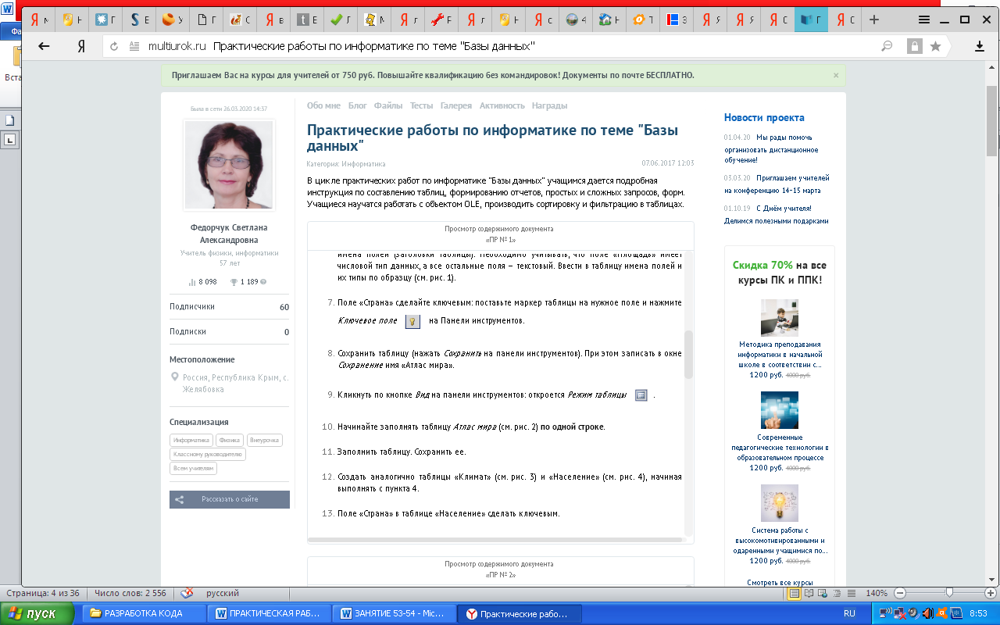 Я м
Н
Г
S Е
У
Г
С
Я в
t Е
Г
М
Я л
F
Я л
Н
Я с
4
Н
Т
З
Я Я
Я Я
Я С
Г
Я С
Я multiurok.ru Практические работы по информатике по теме "Базы данных"
Фа
Вста
Приглашаем Вас на курсы для учителей от 750 руб. Повышайте квалификацию без командировок! Документы по почте БЕСПЛАТНО. ×
Была в сети 26.03.2020 14:37
Федорчук Светлана
Александровна
Учитель физики, информатики
57 лет
8 098 1 189
Подписчики 60
Подписки 0
Местоположение
Россия, Республика Крым, с.
Желябовка
Специализация
Информатика Физика Внеурочка
Классному руководителю
Всем учителям
Рассказать о сайте
Обо мне Блог Файлы Тесты Галерея Активность Награды
Практические работы по информатике по теме "Базы
данных"
Категория: Информатика 07.06.2017 12:03
В цикле практических работ по информатике "Базы данных" учащимся дается подробная
инструкция по составлению таблиц, формированию отчетов, простых и сложных запросов, форм.
Учащиеся научатся работать с объектом OLE, производить сортировку и фильтрацию в таблицах.
Просмотр содержимого документа
«ПР № 1»
имена полей (заголовки таблицы). Необходимо учитывать, что поле «Площадь» имеет
числовой тип данных, а все остальные поля – текстовый. Ввести в таблицу имена полей и
их типы по образцу (см. рис. 1).
7. Поле «Страна» сделайте ключевым: поставьте маркер таблицы на нужное поле и нажмите
Ключевое поле на Панели инструментов.
8. Сохранить таблицу (нажать Сохранить на панели инструментов). При этом записать в окне
Сохранение имя «Атлас мира».
9. Кликнуть по кнопке Вид на панели инструментов: откроется Режим таблицы .
10. Начинайте заполнять таблицу Атлас мира (см. рис. 2) по одной строке.
11. Заполнить таблицу. Сохранить ее.
12. Создать аналогично таблицы «Климат» (см. рис. 3) и «Население» (см. рис. 4), начиная
выполнять с пункта 4.
13. Поле «Страна» в таблице «Население» сделать ключевым.
Просмотр содержимого документа
«ПР № 2»
Новости проекта
01.04.20 Мы рады помочь
организовать дистанционное
обучение!
03.03.20 Приглашаем учителей
на конференцию 14-15 марта
01.10.19 С Днём учителя!
Делимся полезными подарками
Скидка 70% на все
курсы ПК и ППК!
Методика преподавания
информатики в начальной
школе в соответствии с...
1200 руб. 4000 руб.
Современные
педагогические технологии в
образовательном процессе
1200 руб. 4000 руб.
Система работы с
высокомотивированными и
одаренными учащимися по...
1200 руб. 4000 руб.
Смотреть все курсы
Страница: 4 из 36 Число слов: 2 556 русский 140%
пуск РАЗРАБОТКА КОДА ПРАКТИЧЕСКАЯ РАБ... ЗАНЯТИЕ 53-54 - Mic... Практические рабо... RU 8:53